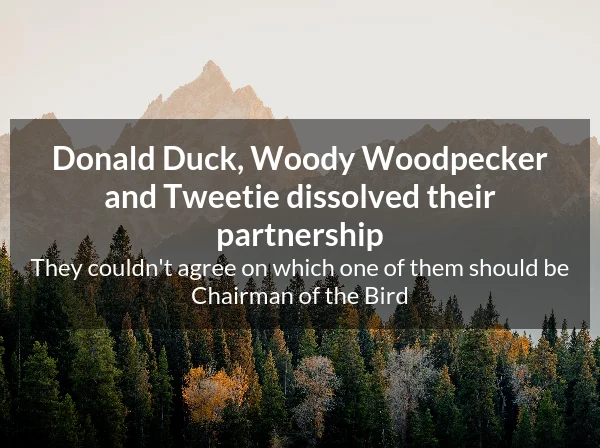 Donald Duck, Woody Woodpecker
and Tweetie dissolved their
partnership
They couldn't agree on which one of them should be
Chairman of the Bird